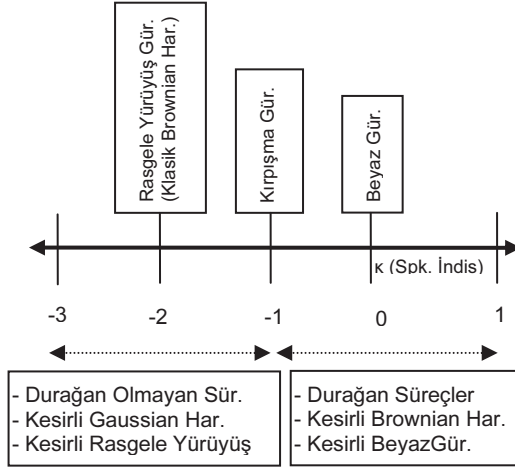 Rasgele Yürüyüş Gür.
(Klasik Brownian Har.)
Kırpışma Gür.
Beyaz Gür.
κ (Spk. İndis)
-3
-2
-1
0
1
- Durağan Olmayan Sür.
- Kesirli Gaussian Har.
- Kesirli Rasgele Yürüyüş
- Durağan Süreçler
- Kesirli Brownian Har.
- Kesirli BeyazGür.